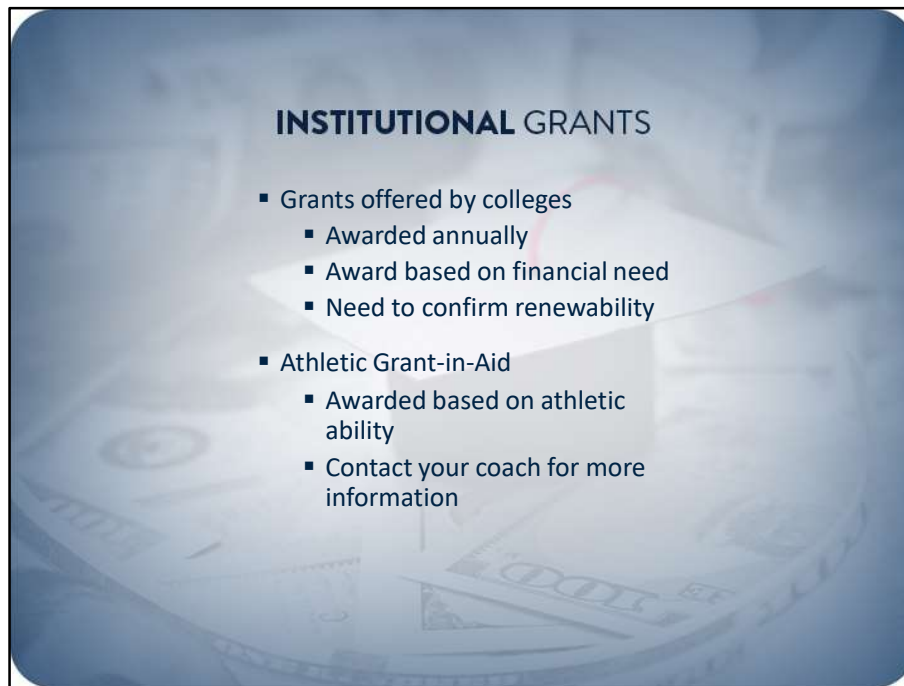 INSTITUTIONAL GRANTS
▪ Grants offered by colleges
▪ Awarded annually
▪ Award based on financial need
▪ Need to confirm renewability
▪ Athletic Grant-in-Aid
▪ Awarded based on athletic
ability
▪ Contact your coach for more
information